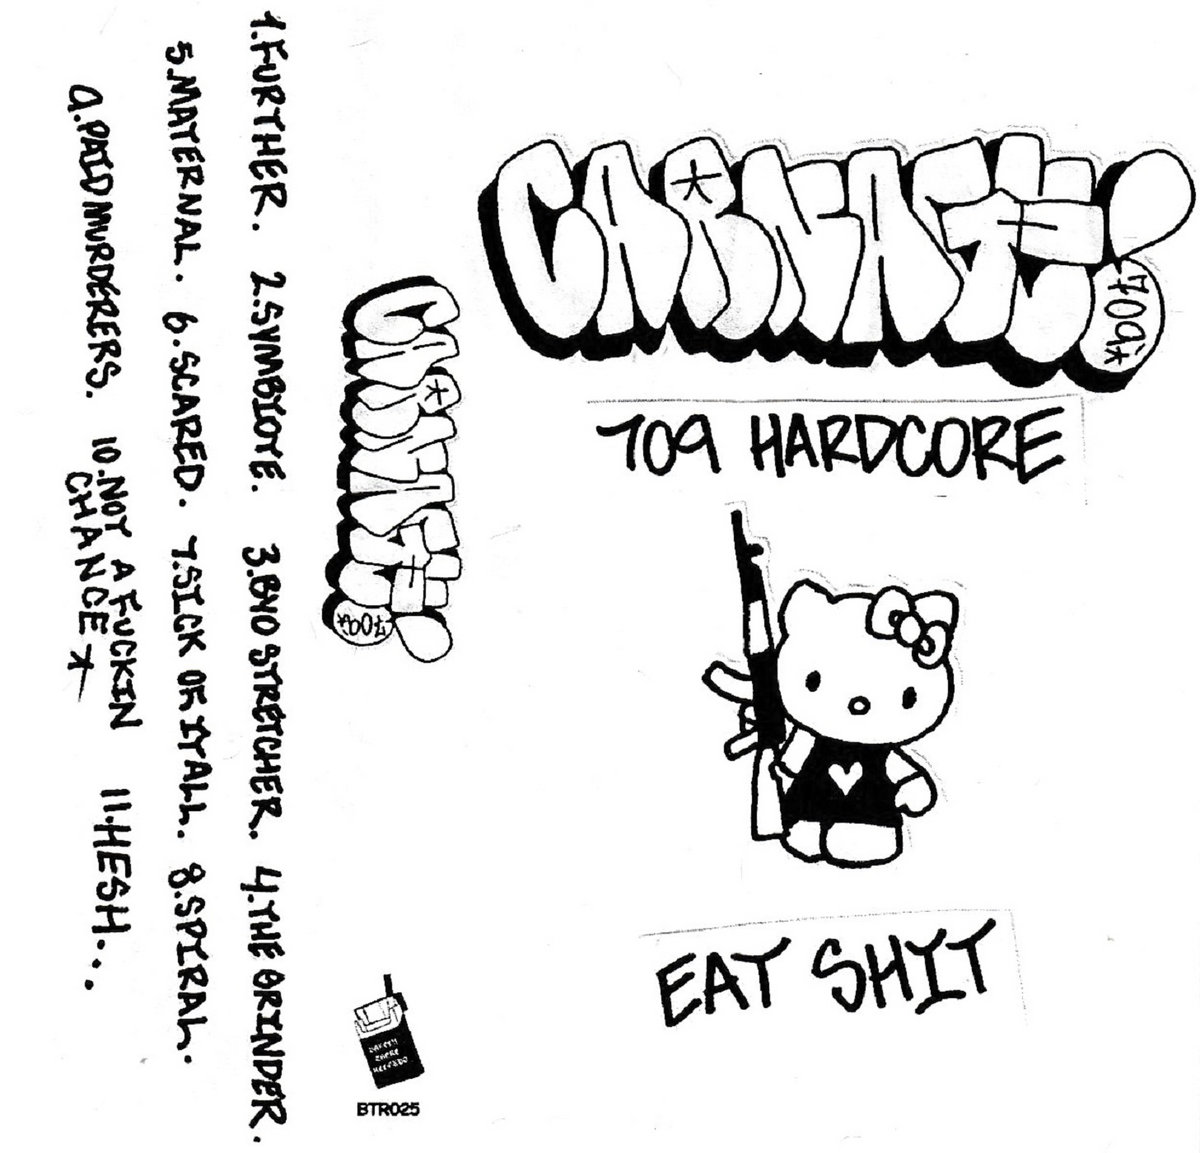 1.FURTHER. 2.SYMBIOTE. 3.BYO STRETCHER. 4.THE GRINDER.
5.MATERNAL. 6.SCARED. 7.SICK OF IT ALL. 8.SPIRAL.
9.PAID MURDERERS. 10.NOT A FUCKIN 11.HESH...
CHANCE*
CARNAGE!
709*
BTR025
CARNAGE!
709*
709 HARDCORE
EAT SHIT